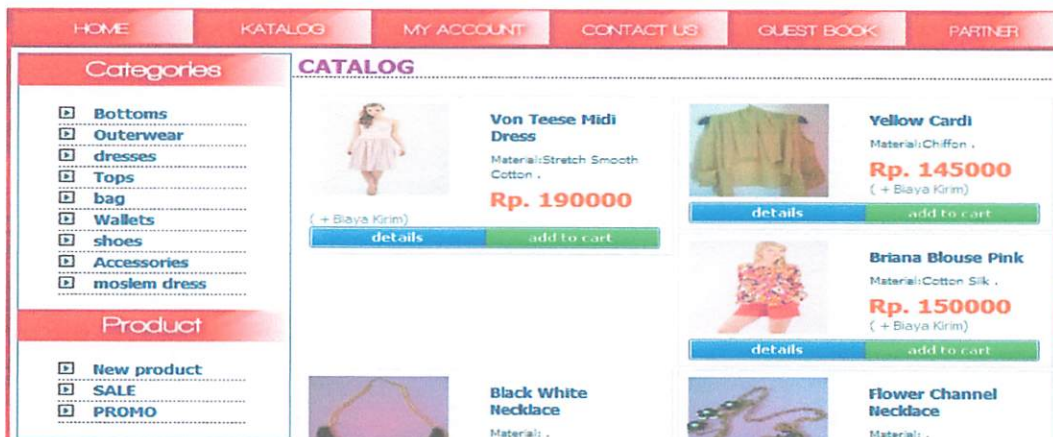 HOME KATALOG MY ACCOUNT CONTACT US GUEST BOOK PARTNER
Categories
Bottoms
Outerwear
dresses
Tops
bag
Wallets
shoes
Accessories
moslem dress
Product
New product
SALE
PROMO
CATALOG
Von Teese Midi
Dress
Material:Stretch Smooth
Cotton .
Rp. 190000
( + Biaya Kirim)
details add to cart
Yellow Cardi
Material:Chiffon .
Rp. 145000
( + Biaya Kirim)
details add to cart
Briana Blouse Pink
Material:Cotton Silk .
Rp. 150000
( + Biaya Kirim)
details add to cart
Black White
Necklace
Material: .
Flower Channel
Necklace
Material: .